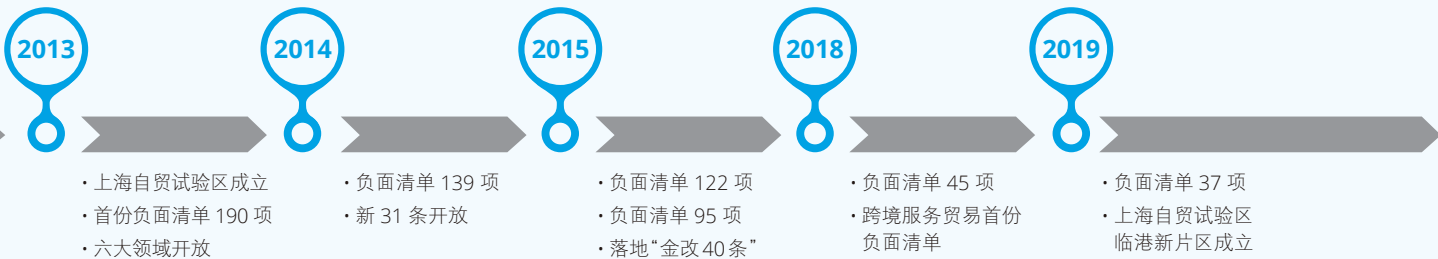 2013
· 上海自贸试验区成立
· 首份负面清单 190 项
· 六大领域开放
2014
· 负面清单 139 项
· 新 31 条开放
2015
· 负面清单 122 项
· 负面清单 95 项
· 落地“金改40条”
2018
· 负面清单 45 项
· 跨境服务贸易首份
负面清单
2019
· 负面清单 37 项
· 上海自贸试验区
临港新片区成立